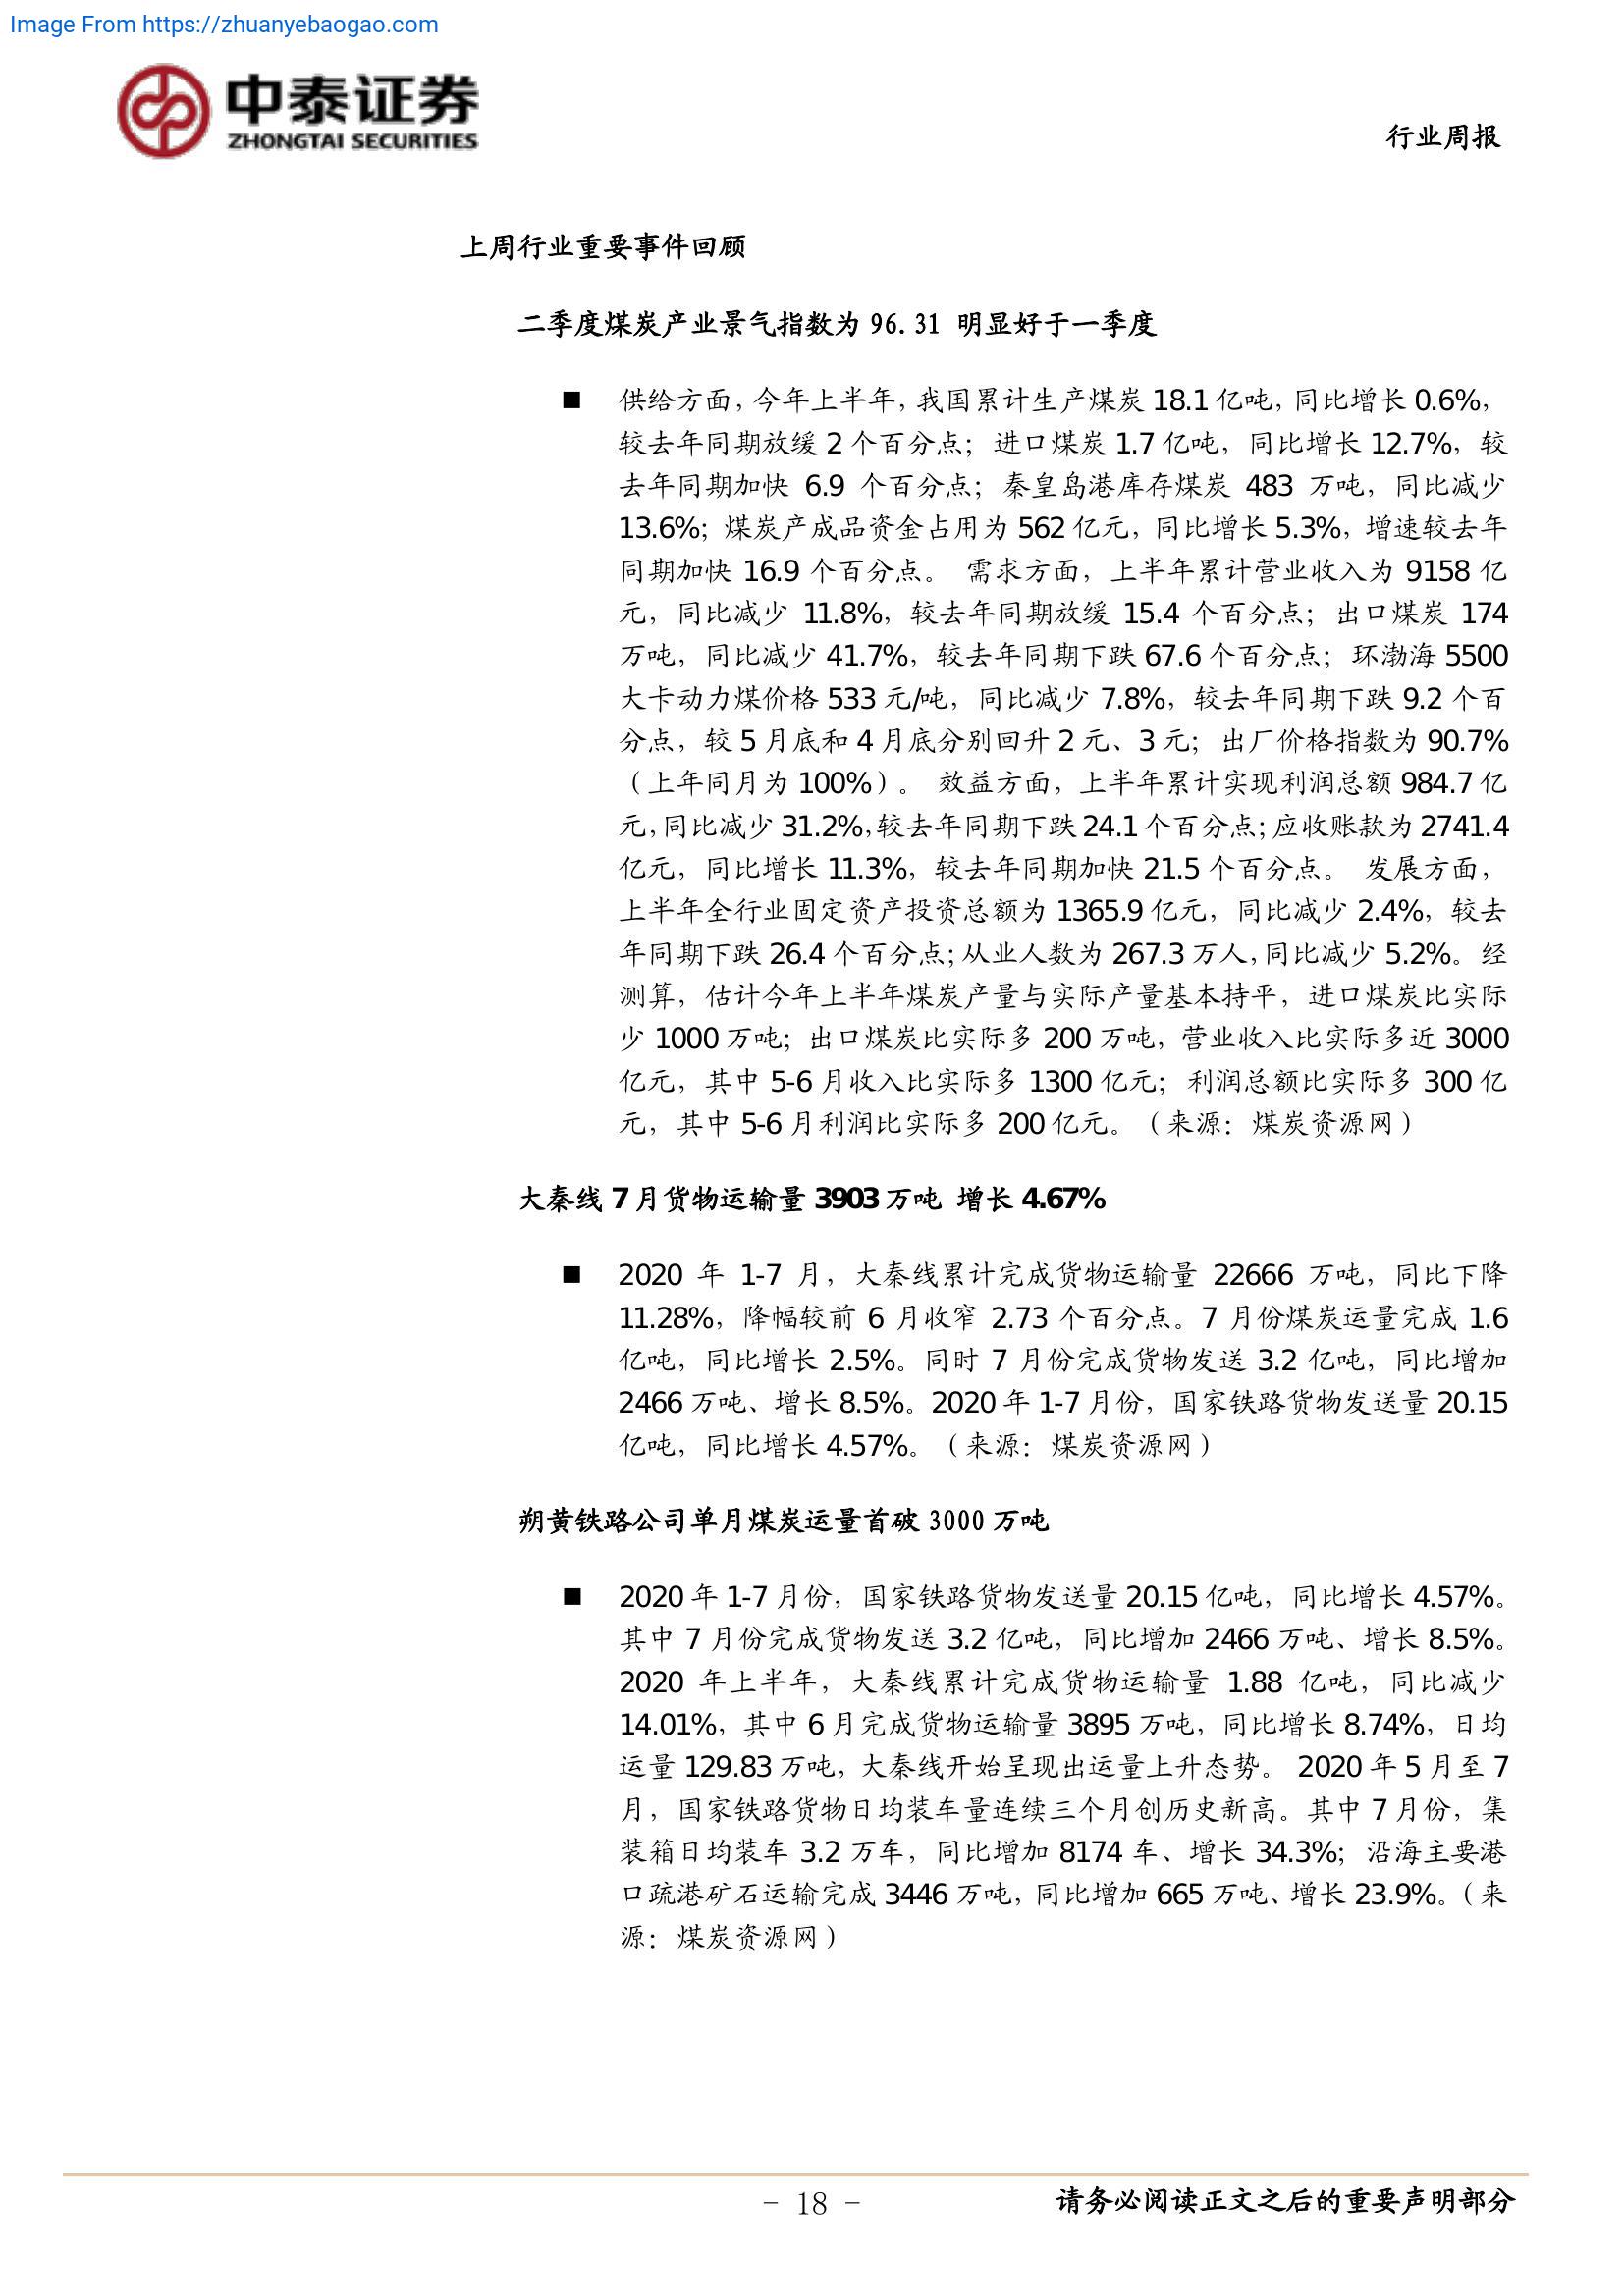 Image From https://zhuanyebaogao.com
中泰证券
ZHONGTAI SECURITIES
行业周报
上周行业重要事件回顾
二季度煤炭产业景气指数为 96.31 明显好于一季度
■ 供给方面，今年上半年，我国累计生产煤炭 18.1 亿吨，同比增长 0.6%，
较去年同期放缓 2 个百分点；进口煤炭 1.7 亿吨，同比增长 12.7%，较
去年同期加快 6.9 个百分点；秦皇岛港库存煤炭 483 万吨，同比减少
13.6%；煤炭产成品资金占用为 562 亿元，同比增长 5.3%，增速较去年
同期加快 16.9 个百分点。 需求方面，上半年累计营业收入为 9158 亿
元，同比减少 11.8%，较去年同期放缓 15.4 个百分点；出口煤炭 174
万吨，同比减少 41.7%，较去年同期下跌 67.6 个百分点；环渤海 5500
大卡动力煤价格 533 元/吨，同比减少 7.8%，较去年同期下跌 9.2 个百
分点，较 5 月底和 4 月底分别回升 2 元、3 元；出厂价格指数为 90.7%
（上年同月为 100%）。 效益方面，上半年累计实现利润总额 984.7 亿
元，同比减少 31.2%，较去年同期下跌 24.1 个百分点；应收账款为 2741.4
亿元，同比增长 11.3%，较去年同期加快 21.5 个百分点。 发展方面，
上半年全行业固定资产投资总额为 1365.9 亿元，同比减少 2.4%，较去
年同期下跌 26.4 个百分点；从业人数为 267.3 万人，同比减少 5.2%。经
测算，估计今年上半年煤炭产量与实际产量基本持平，进口煤炭比实际
少 1000 万吨；出口煤炭比实际多 200 万吨，营业收入比实际多近 3000
亿元，其中 5-6 月收入比实际多 1300 亿元；利润总额比实际多 300 亿
元，其中 5-6 月利润比实际多 200 亿元。（来源：煤炭资源网）
大秦线 7 月货物运输量 3903 万吨 增长 4.67%
■ 2020 年 1-7 月，大秦线累计完成货物运输量 22666 万吨，同比下降
11.28%，降幅较前 6 月收窄 2.73 个百分点。7 月份煤炭运量完成 1.6
亿吨，同比增长 2.5%。同时 7 月份完成货物发送 3.2 亿吨，同比增加
2466 万吨、增长 8.5%。2020 年 1-7 月份，国家铁路货物发送量 20.15
亿吨，同比增长 4.57%。（来源：煤炭资源网）
朔黄铁路公司单月煤炭运量首破 3000 万吨
■ 2020 年 1-7 月份，国家铁路货物发送量 20.15 亿吨，同比增长 4.57%。
其中 7 月份完成货物发送 3.2 亿吨，同比增加 2466 万吨、增长 8.5%。
2020 年上半年，大秦线累计完成货物运输量 1.88 亿吨，同比减少
14.01%，其中 6 月完成货物运输量 3895 万吨，同比增长 8.74%，日均
运量 129.83 万吨，大秦线开始呈现出运量上升态势。 2020 年 5 月至 7
月，国家铁路货物日均装车量连续三个月创历史新高。其中 7 月份，集
装箱日均装车 3.2 万车，同比增加 8174 车、增长 34.3%；沿海主要港
口疏港矿石运输完成 3446 万吨，同比增加 665 万吨、增长 23.9%。（来
源：煤炭资源网）
- 18 -
请务必阅读正文之后的重要声明部分